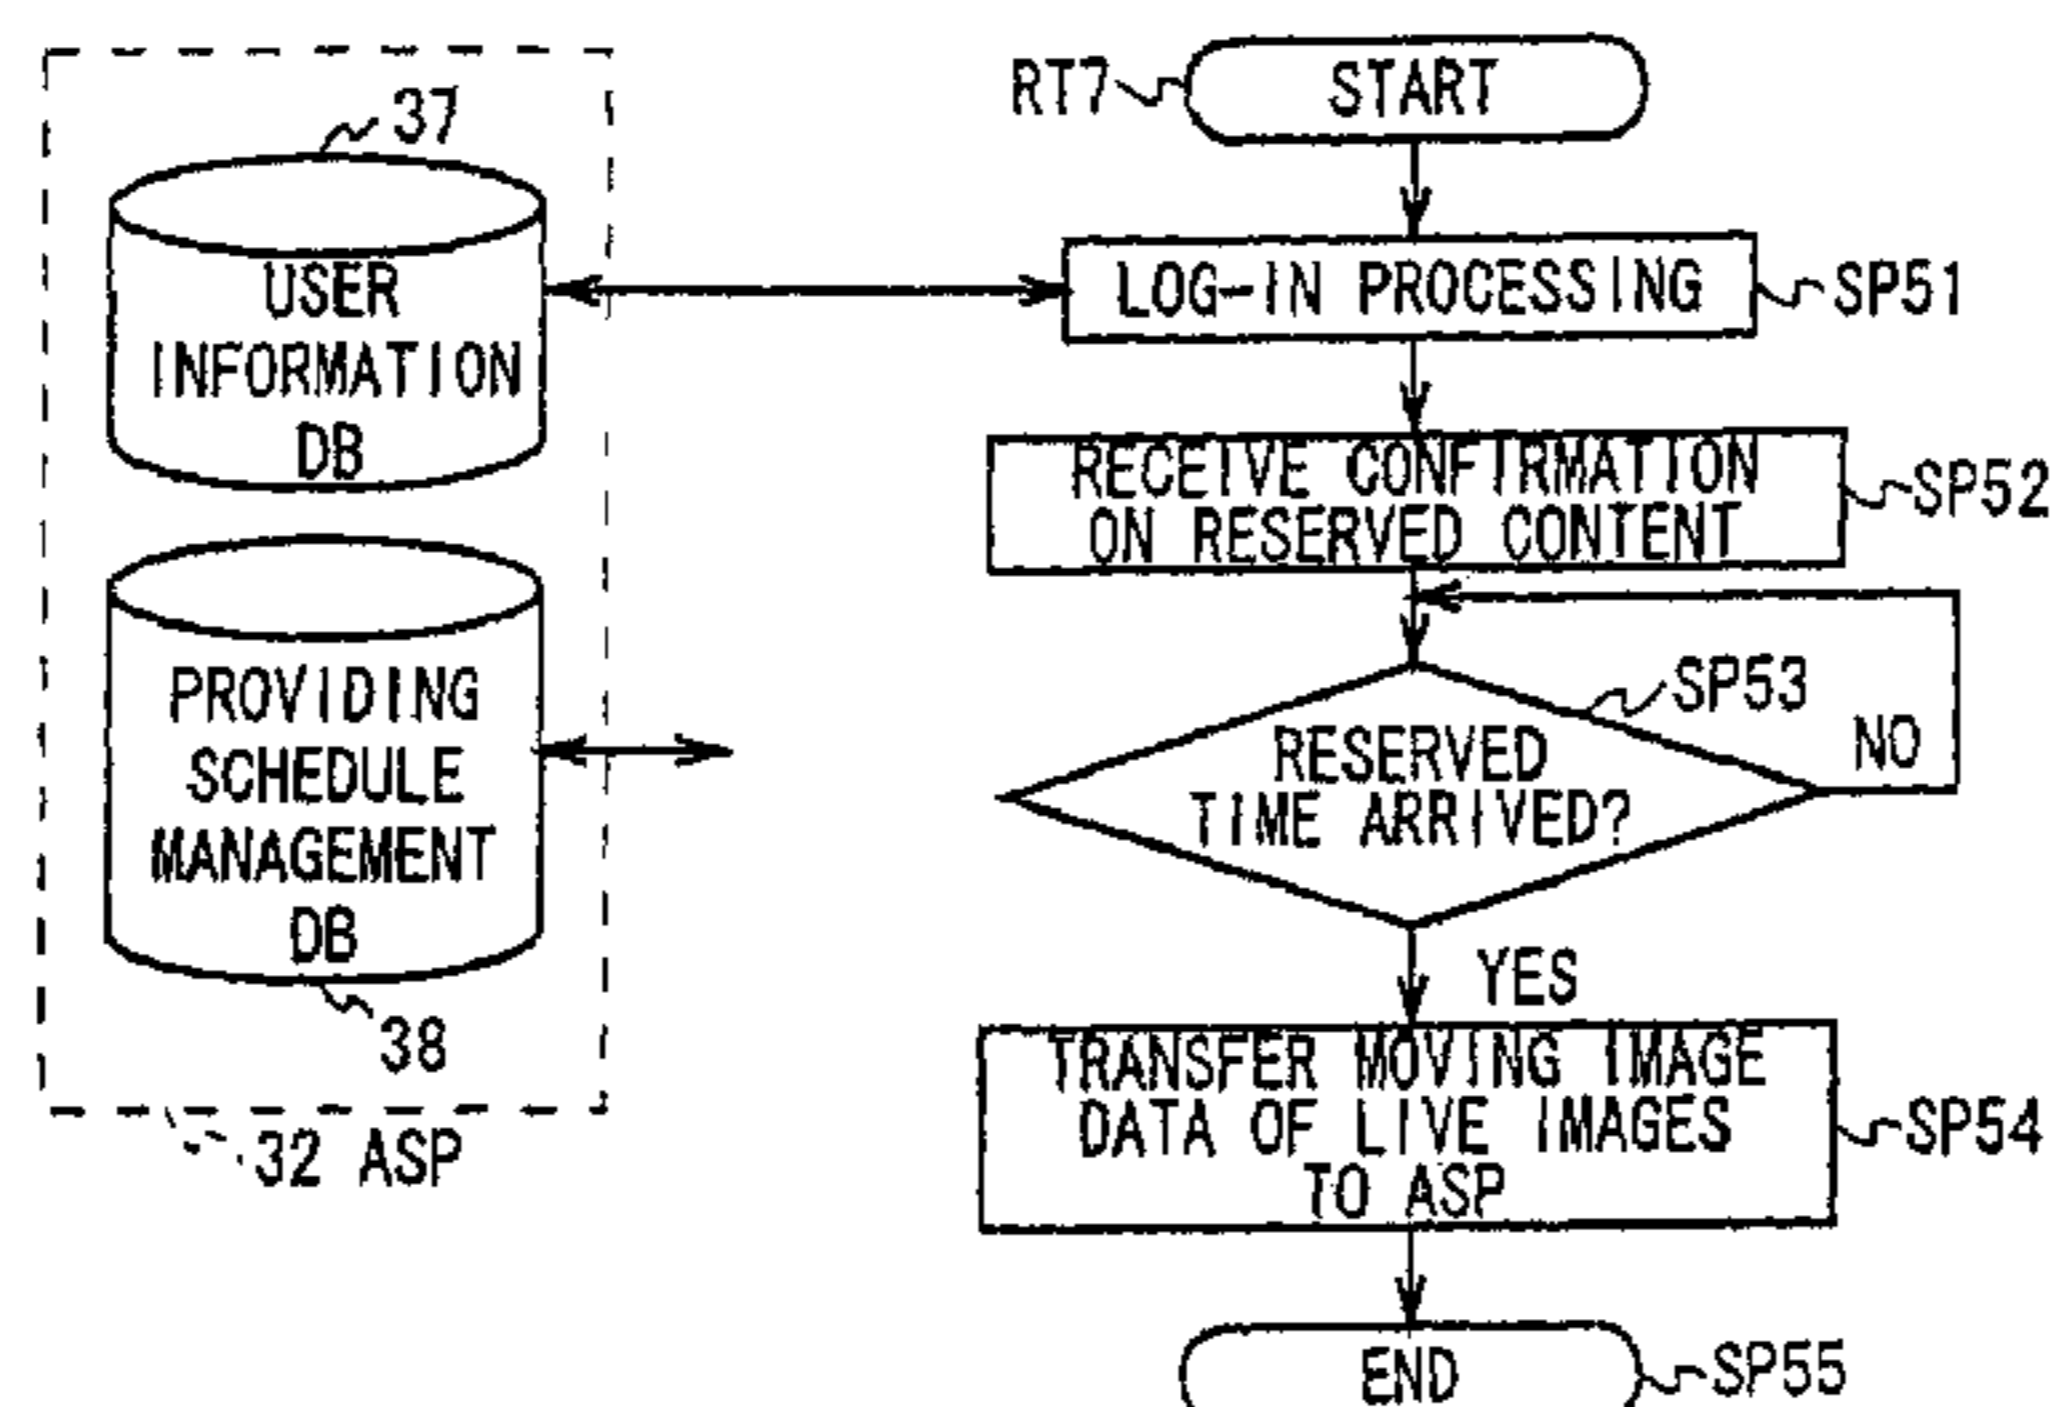 37
USER
INFORMATION
DB
PROVIDING
SCHEDULE
MANAGEMENT
DB
38
32 ASP
RT7
START
LOG-IN PROCESSING
SP51
RECEIVE CONFIRMATION
ON RESERVED CONTENT
SP52
SP53
RESERVED
TIME ARRIVED?
NO
YES
TRANSFER MOVING IMAGE
DATA OF LIVE IMAGES
TO ASP
SP54
END
SP55